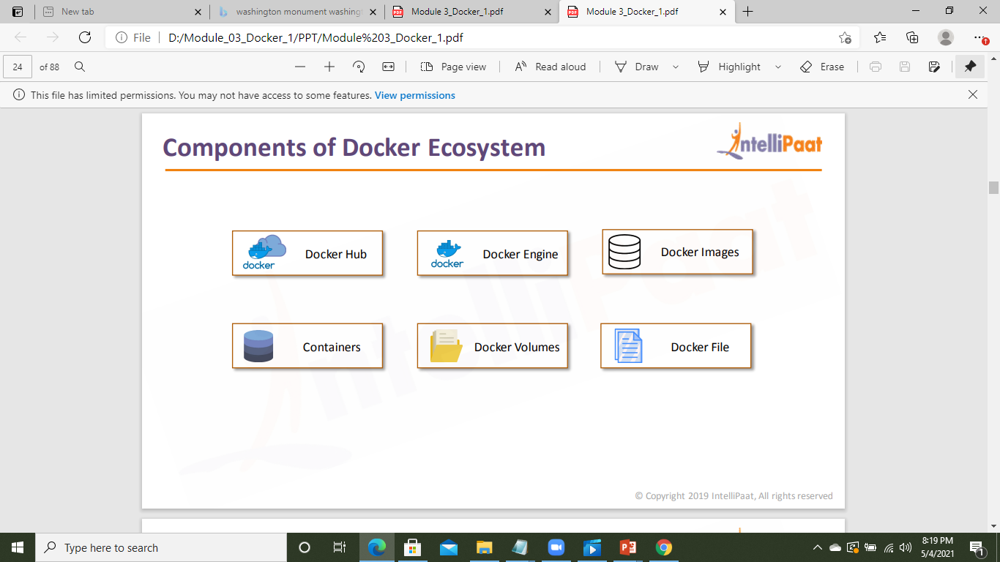 New tab
washington monument washing
Module 3_Docker_1.pdf
Module 3_Docker_1.pdf
File
D:/Module_03_Docker_1/PPT/Module%203_Docker_1.pdf
24 of 88
Page view
Read aloud
Draw
Highlight
Erase
This file has limited permissions. You may not have access to some features. View permissions
Components of Docker Ecosystem
IntelliPaat
docker
Docker Hub
docker
Docker Engine
Docker Images
Containers
Docker Volumes
Docker File
IntelliPaat
© Copyright 2019 IntelliPaat, All rights reserved
Type here to search
8:19 PM
5/4/2021
1